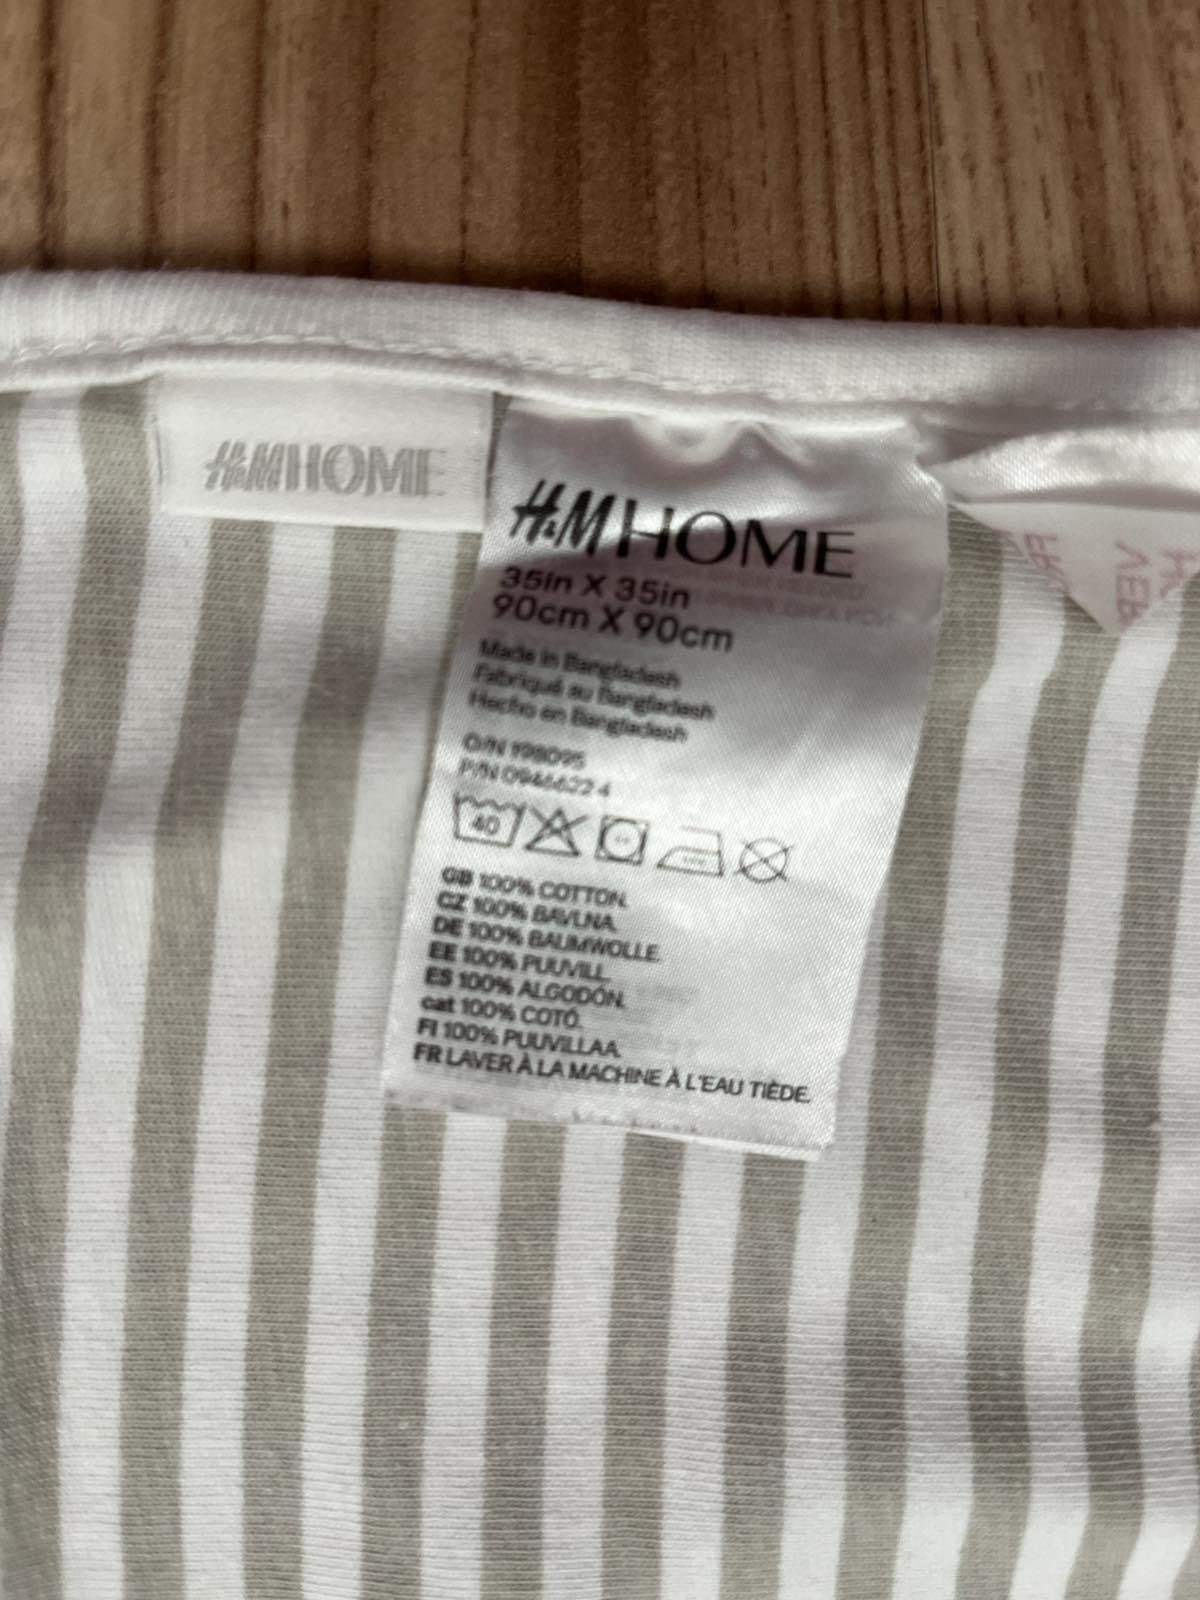 H&M HOME
H&M HOME
35in X 35in
90cm X 90cm
Made in Bangladesh
Fabriqué au Bangladesh
Hecho en Bangladesh
O/N 198095
P/N 09466224
40
GB 100% COTTON.
CZ 100% BAVLNA.
DE 100% BAUMWOLLE.
EE 100% PUUVILL.
ES 100% ALGODÓN.
cat 100% COTÓ.
FI 100% PUUVILLAA.
FR LAVER À LA MACHINE À L'EAU TIÈDE.